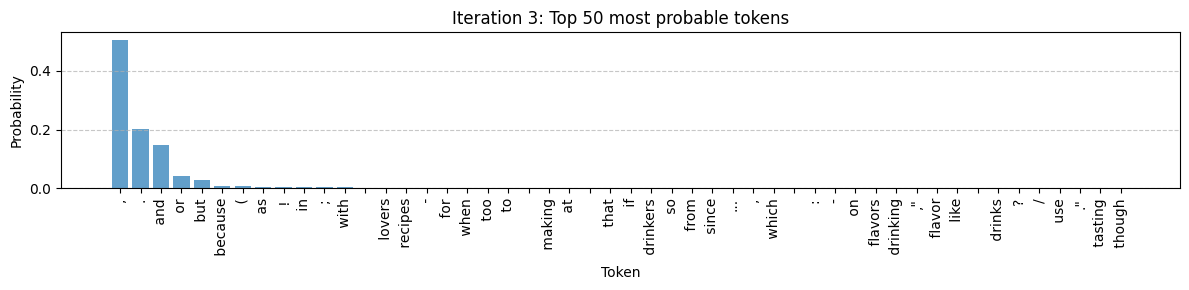 Iteration 3: Top 50 most probable tokens
Probability
0.4
0.2
0.0
,
.
and
or
but
because
(
as
!
in
;
with
lovers
recipes
-
for
when
too
to
making
at
that
if
drinkers
so
from
since
...
,
which
:
-
on
flavors
drinking
",
flavor
like
drinks
?
/
use
."
tasting
though
Token